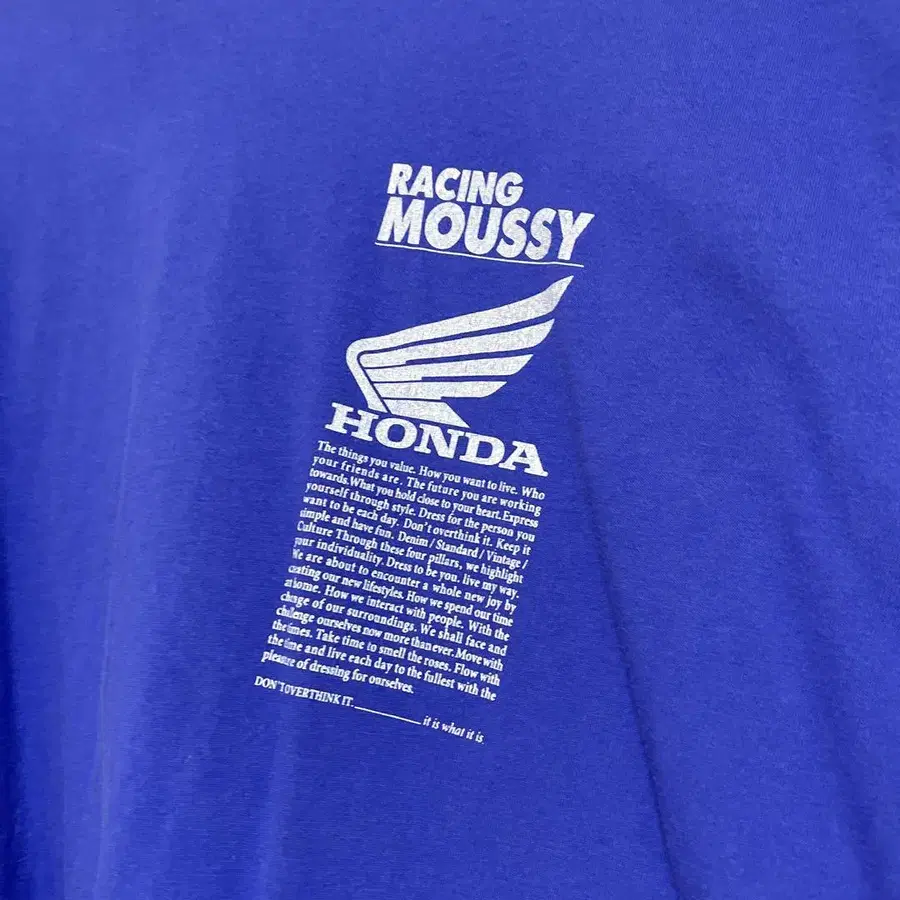 RACING
MOUSSY
HONDA
The things you value. How you want to live. Who
your friends are. The future you are working
towards. What you hold close to your heart. Express
yourself through style. Dress for the person you
want to be each day. Don't overthink it. Keep it
simple and have fun. Denim / Standard / Vintage /
Culture Through these four pillars, we highlight
your individuality. Dress to be you. live my way.
We are about to encounter a whole new joy by
creating our new lifestyles. How we spend our time
at home. How we interact with people. With the
change of our surroundings. We shall face and
challenge ourselves now more than ever. Move with
the times. Take time to smell the roses. Flow with
the time and live each day to the fullest with the
pleasure of dressing for ourselves.
DON'T OVERTHINK IT. it is what it is.